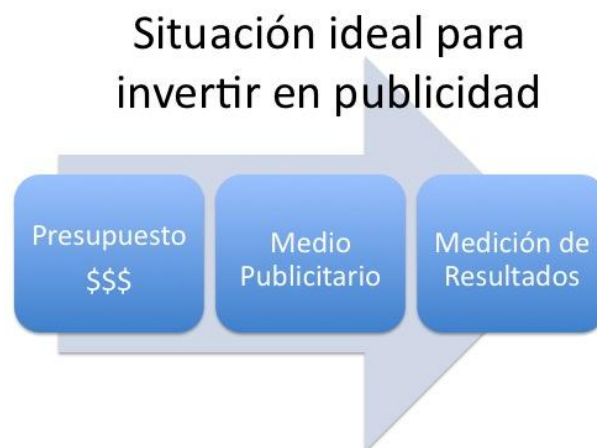 Situación ideal para
invertir en publicidad
Presupuesto
$$$
Medio
Publicitario
Medición de
Resultados